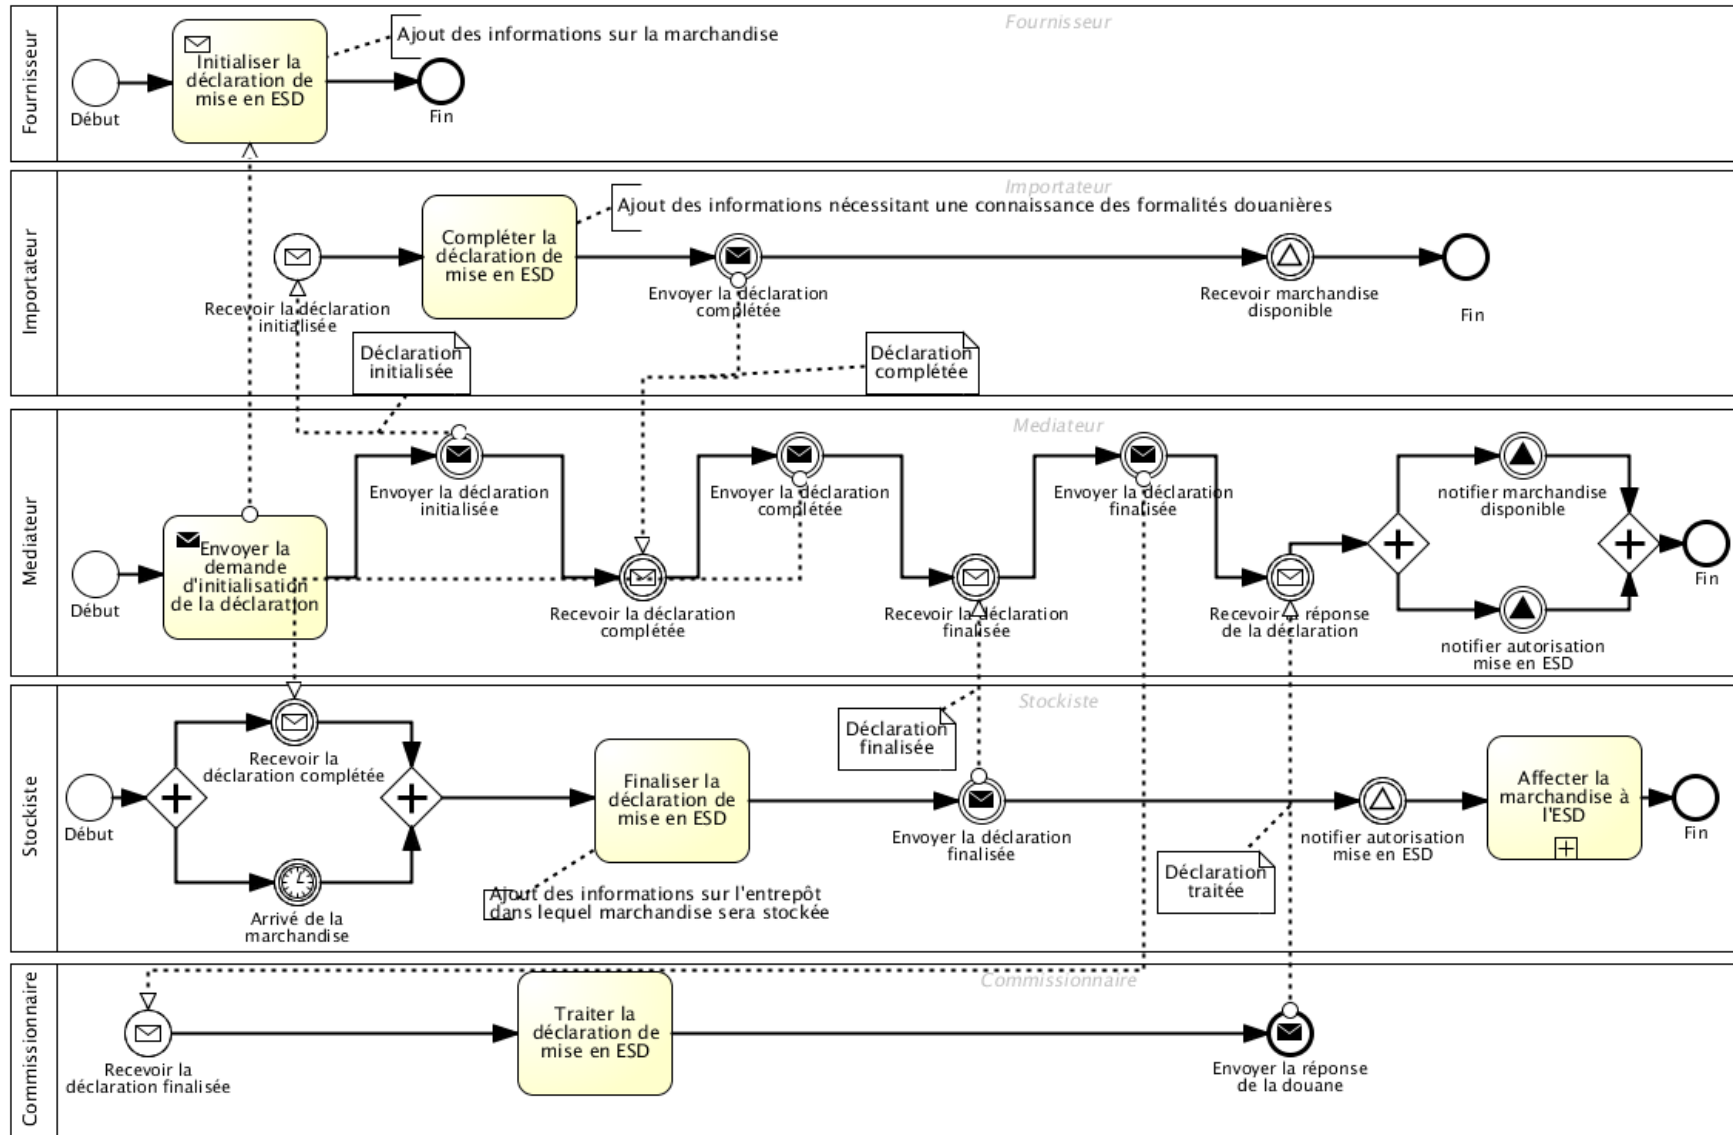 Fournisseur
Fournisseur
Initialiser la
déclaration de
mise en ESD
Ajout des informations sur la marchandise
Début
Fin
Importateur
Importateur
Ajout des informations nécessitant une connaissance des formalités douanières
Compléter la
déclaration de
mise en ESD
Recevoir la déclaration
initialisée
Envoyer la déclaration
complétée
Recevoir marchandise
disponible
Fin
Déclaration
initialisée
Déclaration
complétée
Mediateur
Mediateur
Début
Envoyer la
demande
d'initialisation
de la déclaration
Envoyer la déclaration
initialisée
Recevoir la déclaration
complétée
Envoyer la déclaration
complétée
Recevoir la déclaration
finalisée
Envoyer la déclaration
finalisée
Recevoir la réponse
de la déclaration
notifier marchandise
disponible
notifier autorisation
mise en ESD
Fin
Stockiste
Stockiste
Début
Recevoir la
déclaration complétée
Arrivé de la
marchandise
Finaliser la
déclaration de
mise en ESD
Ajout des informations sur l'entrepôt
dans lequel marchandise sera stockée
Déclaration
finalisée
Envoyer la déclaration
finalisée
Déclaration
traitée
notifier autorisation
mise en ESD
Affecter la
marchandise à
l'ESD
Fin
Commissionnaire
Commissionnaire
Recevoir la
déclaration finalisée
Traiter la
déclaration de
mise en ESD
Envoyer la réponse
de la douane